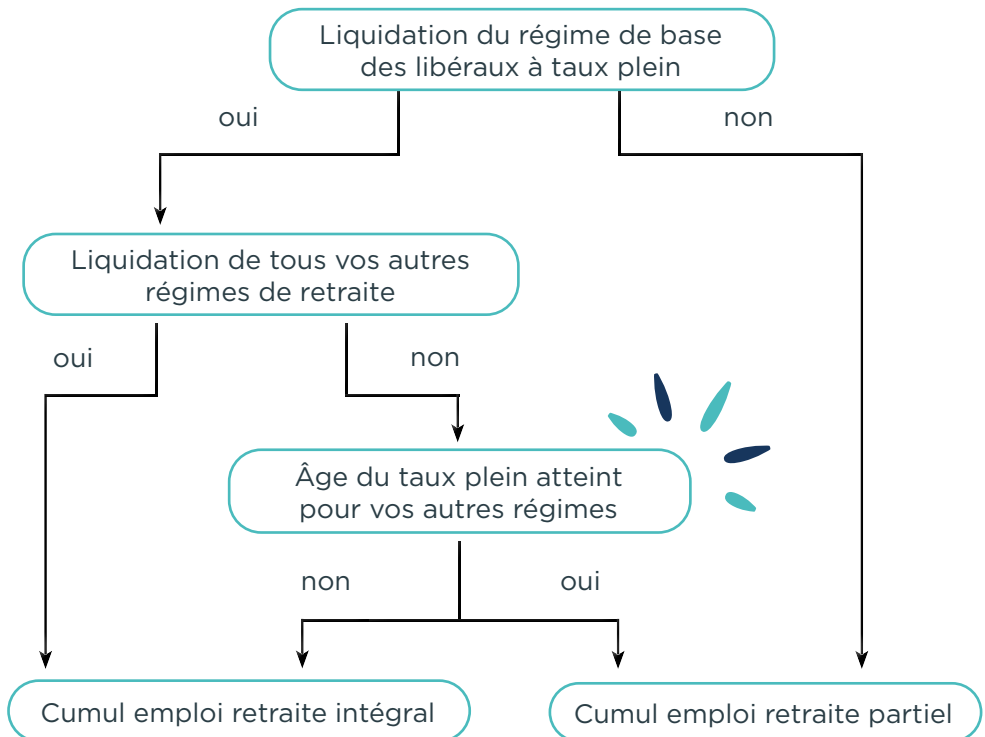 Liquidation du régime de base
des libéraux à taux plein
oui
non
Liquidation de tous vos autres
régimes de retraite
oui
non
Âge du taux plein atteint
pour vos autres régimes
non
oui
Cumul emploi retraite intégral
Cumul emploi retraite partiel